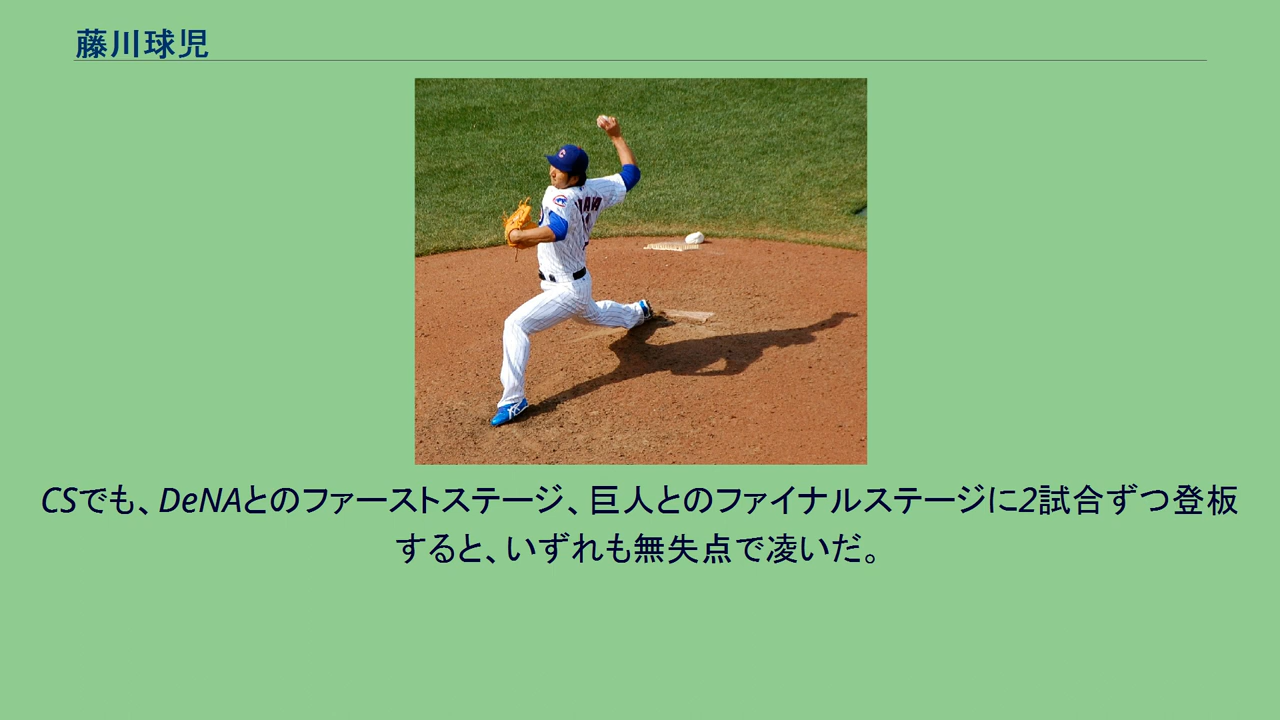 藤川球児
CSでも、DeNAとのファーストステージ、巨人とのファイナルステージに2試合ずつ登板
すると、いずれも無失点で凌いだ。